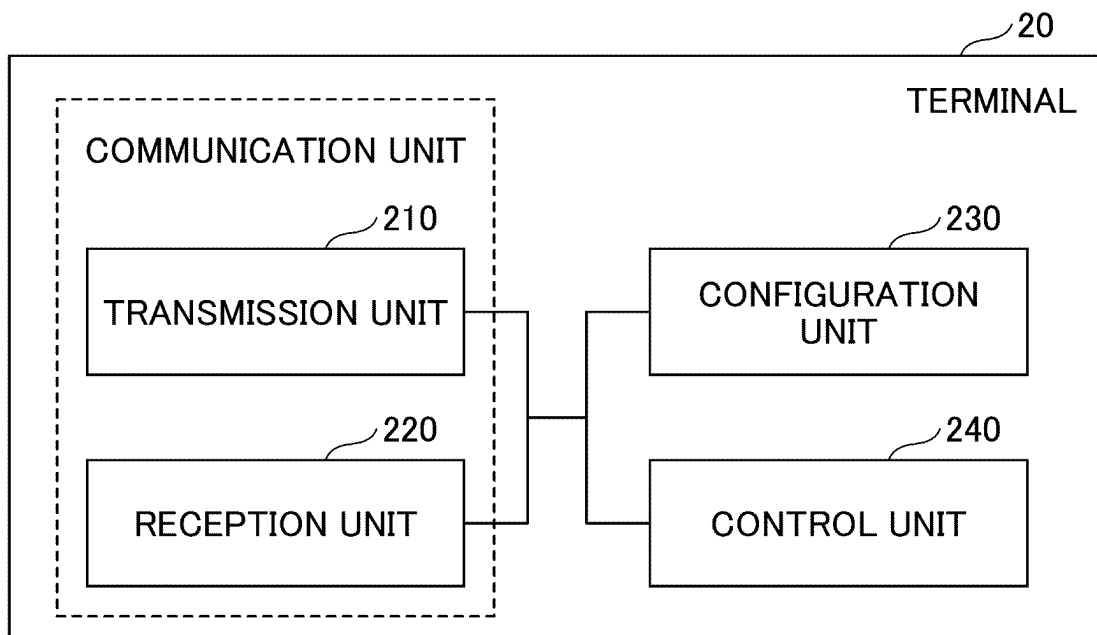 20
TERMINAL
COMMUNICATION UNIT
210
TRANSMISSION UNIT
230
CONFIGURATION
UNIT
220
RECEPTION UNIT
240
CONTROL UNIT